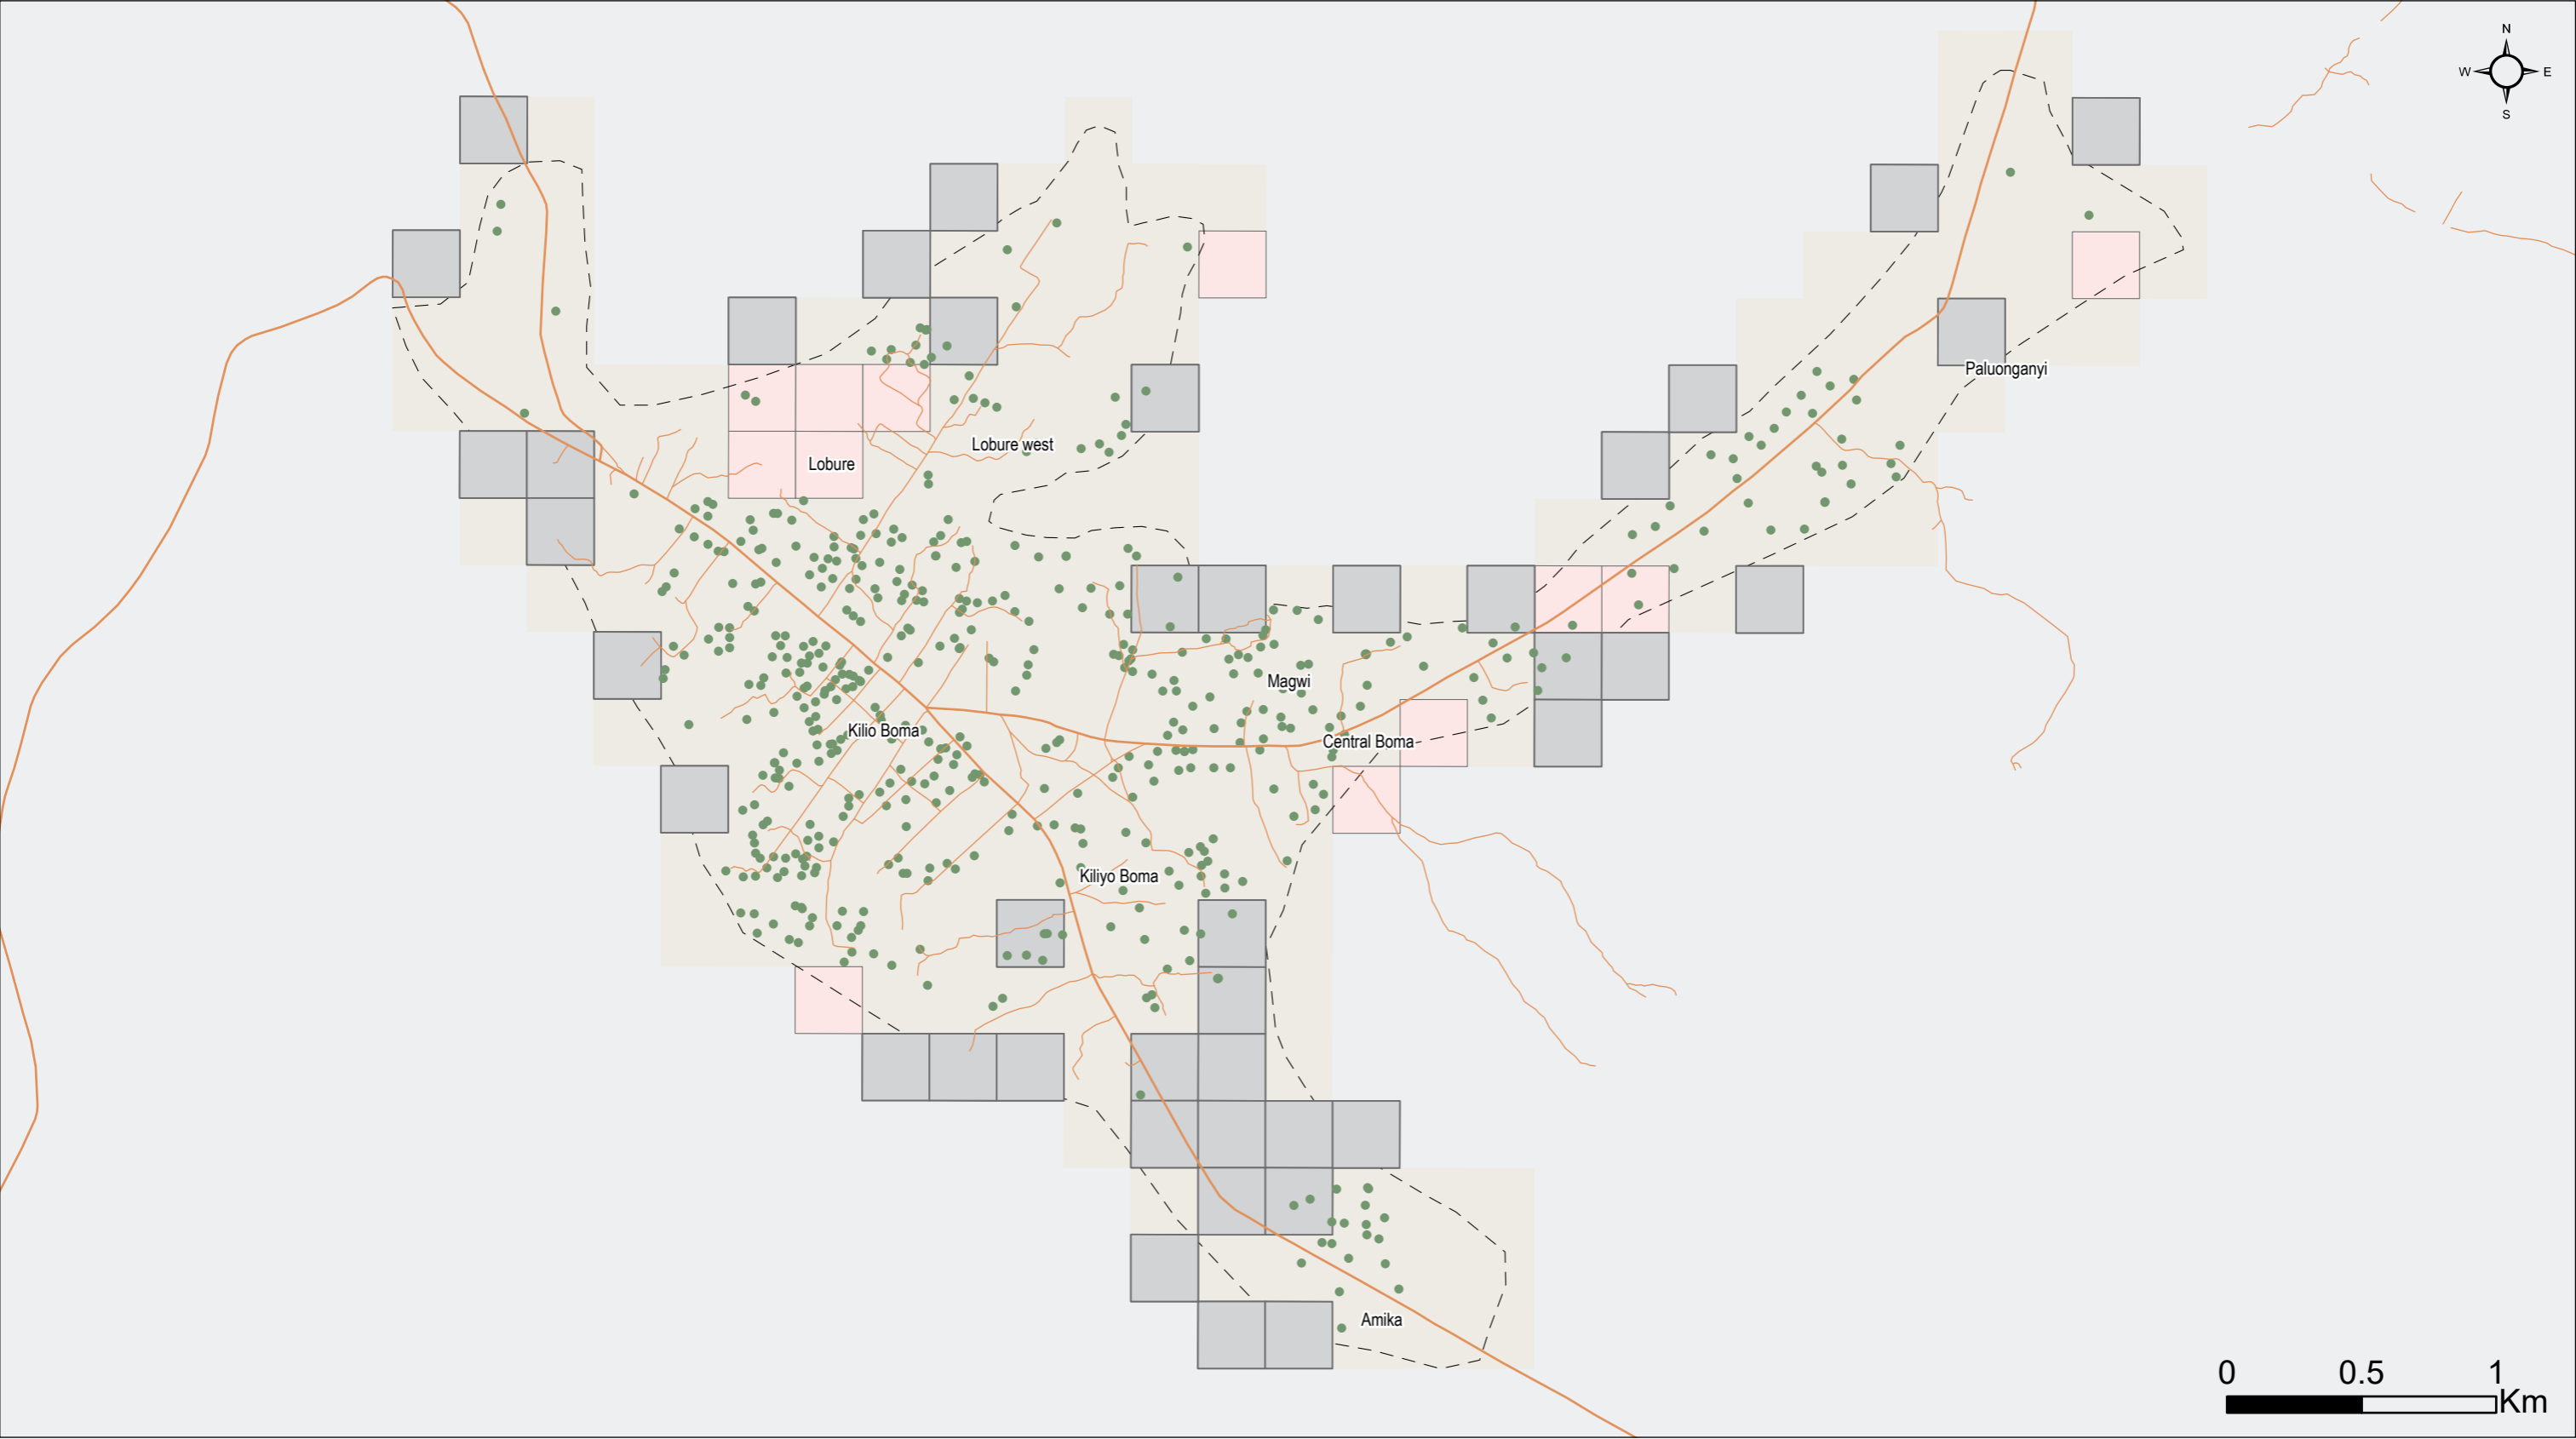 N
W E
S
Paluonganyi
Lobure west
Lobure
Magwi
Kilio Boma
Central Boma
Kiliyo Boma
Amika
0 0.5 1
Km